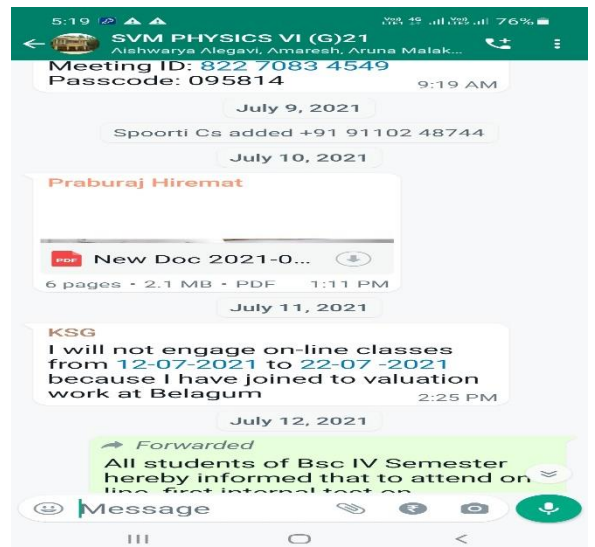 5:19 76%
SVM PHYSICS VI (G)21
Aishwarya Alegavi, Amaresh, Aruna Malak...
Meeting ID: 822 7083 4549
Passcode: 095814
9:19 AM
July 9, 2021
Spoorti Cs added +91 91102 48744
July 10, 2021
Praburaj Hiremat
PDF New Doc 2021-0...
6 pages • 2.1 MB • PDF 1:11 PM
July 11, 2021
KSG
I will not engage on-line classes
from 12-07-2021 to 22-07 -2021
because I have joined to valuation
work at Belagum
2:25 PM
July 12, 2021
Forwarded
All students of Bsc IV Semester
hereby informed that to attend on
line first internal test on
Message